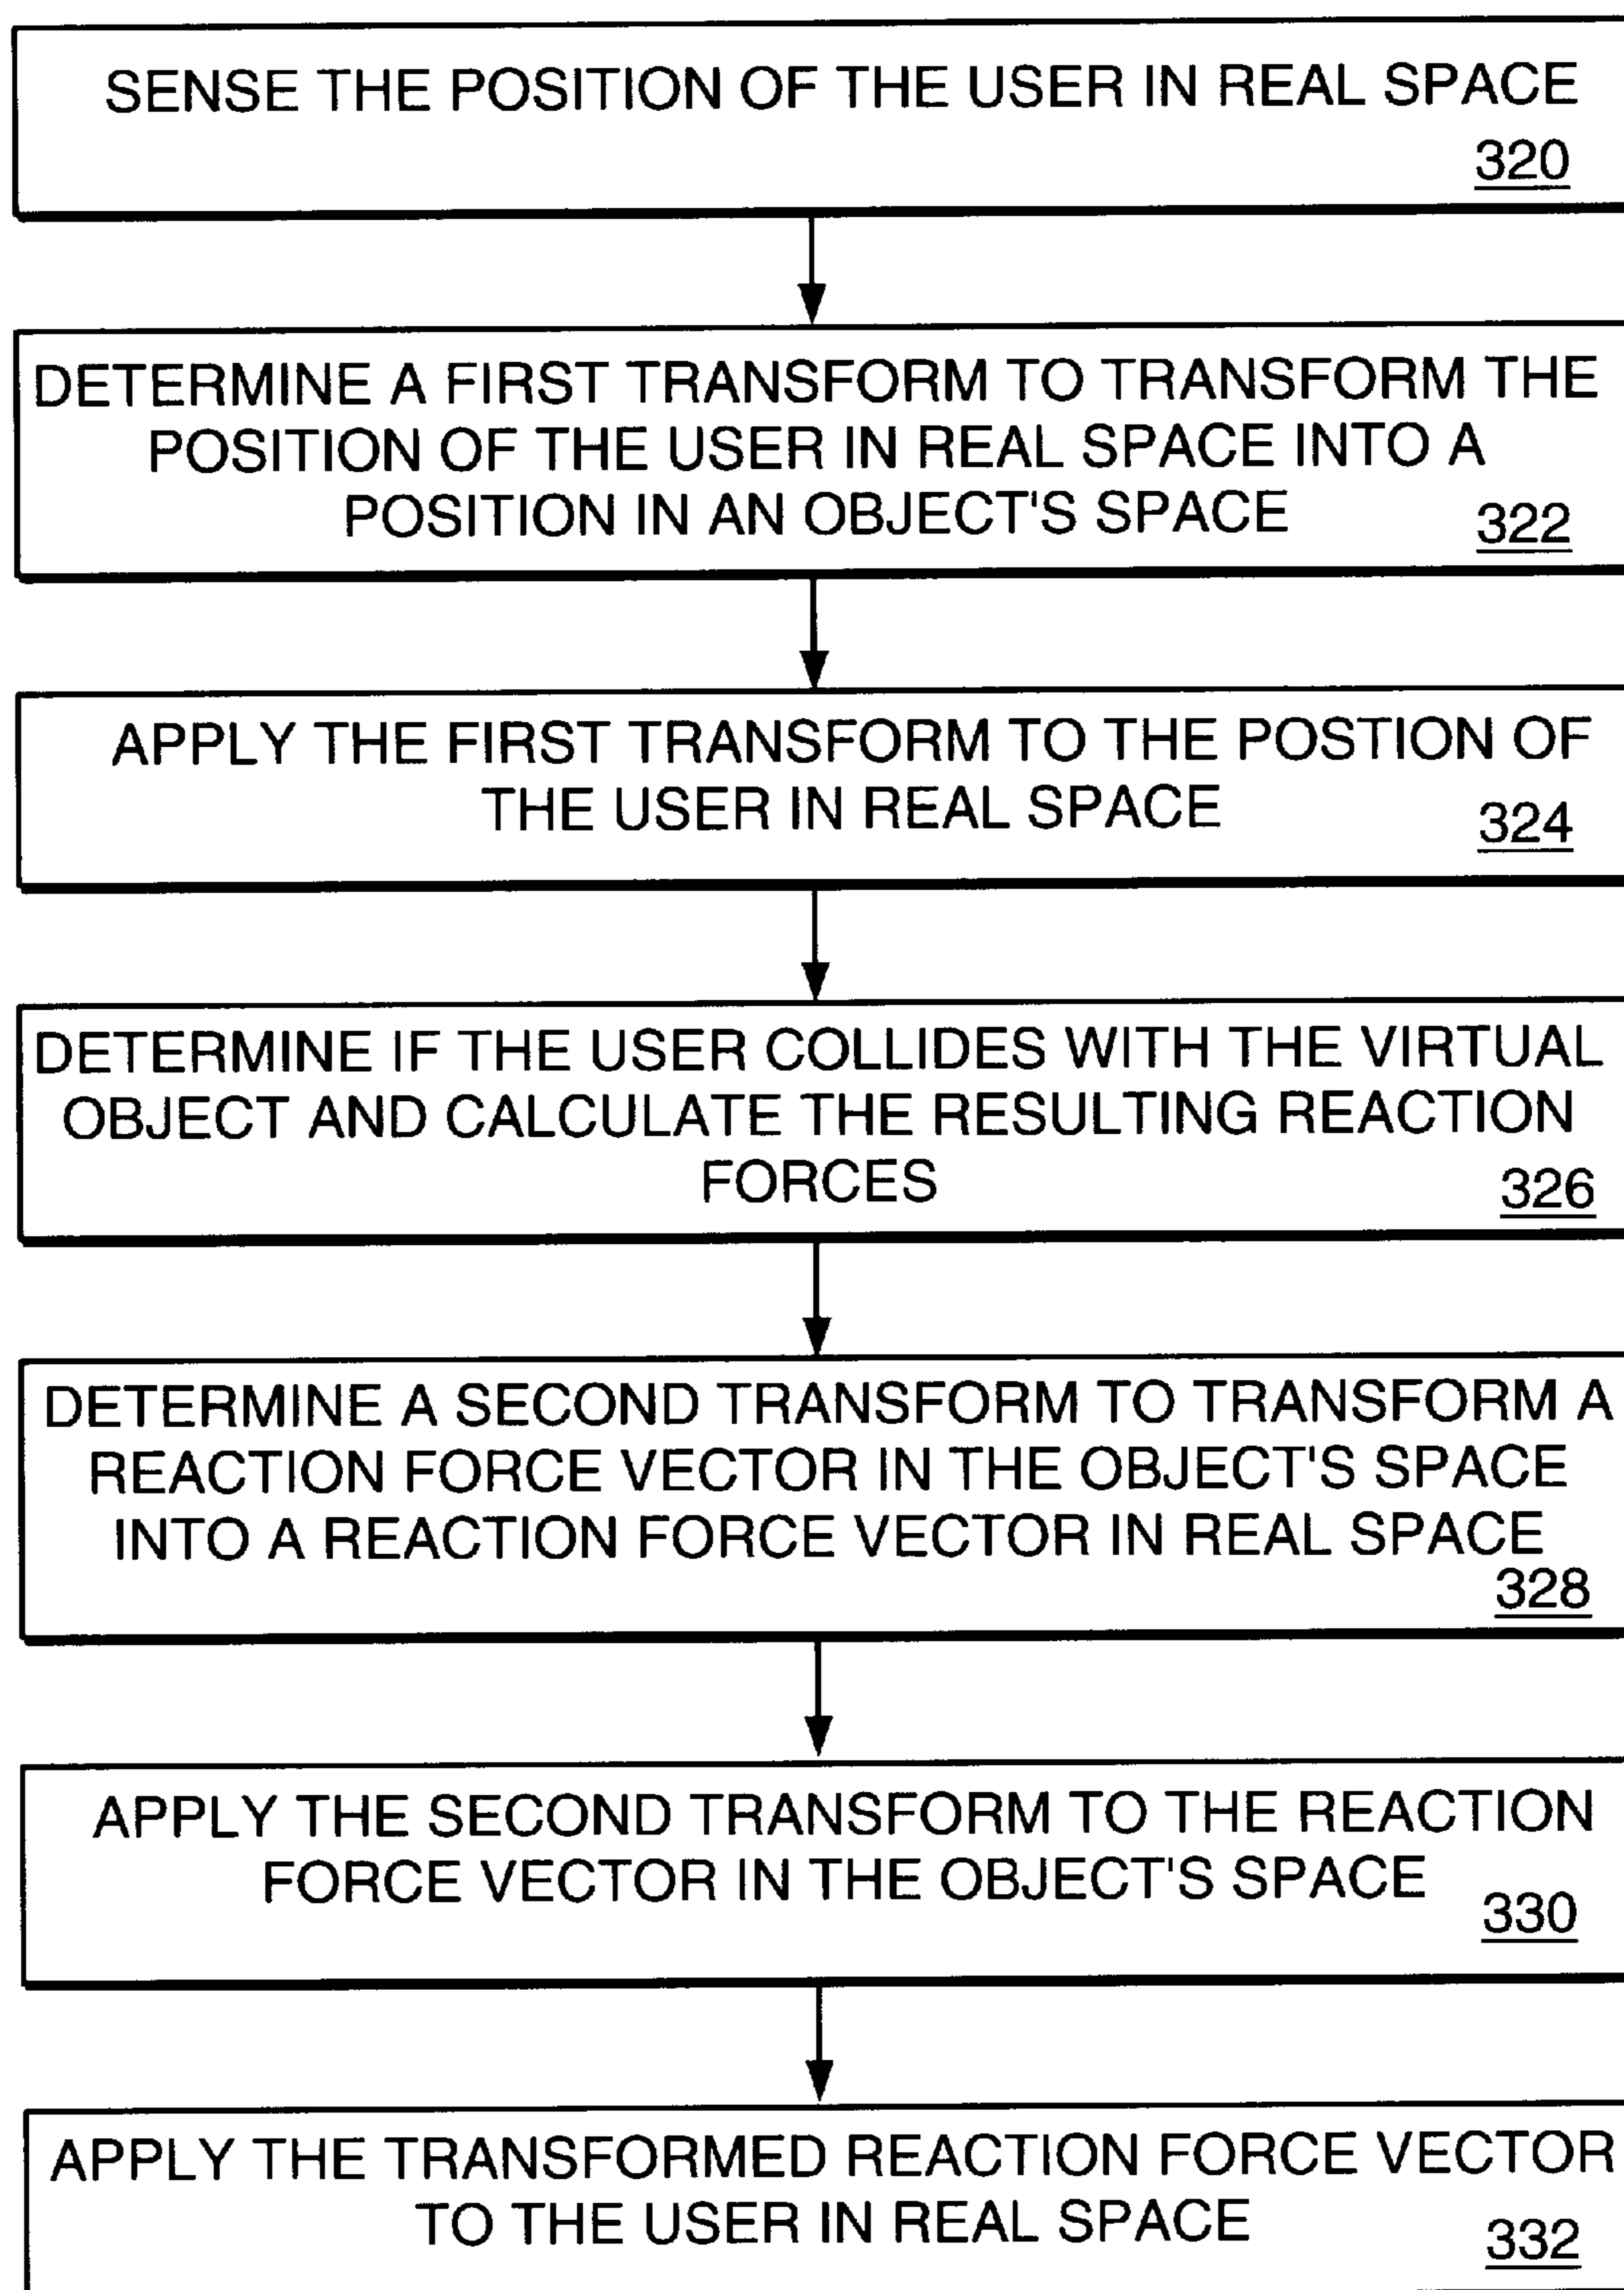 SENSE THE POSITION OF THE USER IN REAL SPACE
320
DETERMINE A FIRST TRANSFORM TO TRANSFORM THE
POSITION OF THE USER IN REAL SPACE INTO A
POSITION IN AN OBJECT'S SPACE
322
APPLY THE FIRST TRANSFORM TO THE POSTION OF
THE USER IN REAL SPACE
324
DETERMINE IF THE USER COLLIDES WITH THE VIRTUAL
OBJECT AND CALCULATE THE RESULTING REACTION
FORCES
326
DETERMINE A SECOND TRANSFORM TO TRANSFORM A
REACTION FORCE VECTOR IN THE OBJECT'S SPACE
INTO A REACTION FORCE VECTOR IN REAL SPACE
328
APPLY THE SECOND TRANSFORM TO THE REACTION
FORCE VECTOR IN THE OBJECT'S SPACE
330
APPLY THE TRANSFORMED REACTION FORCE VECTOR
TO THE USER IN REAL SPACE
332